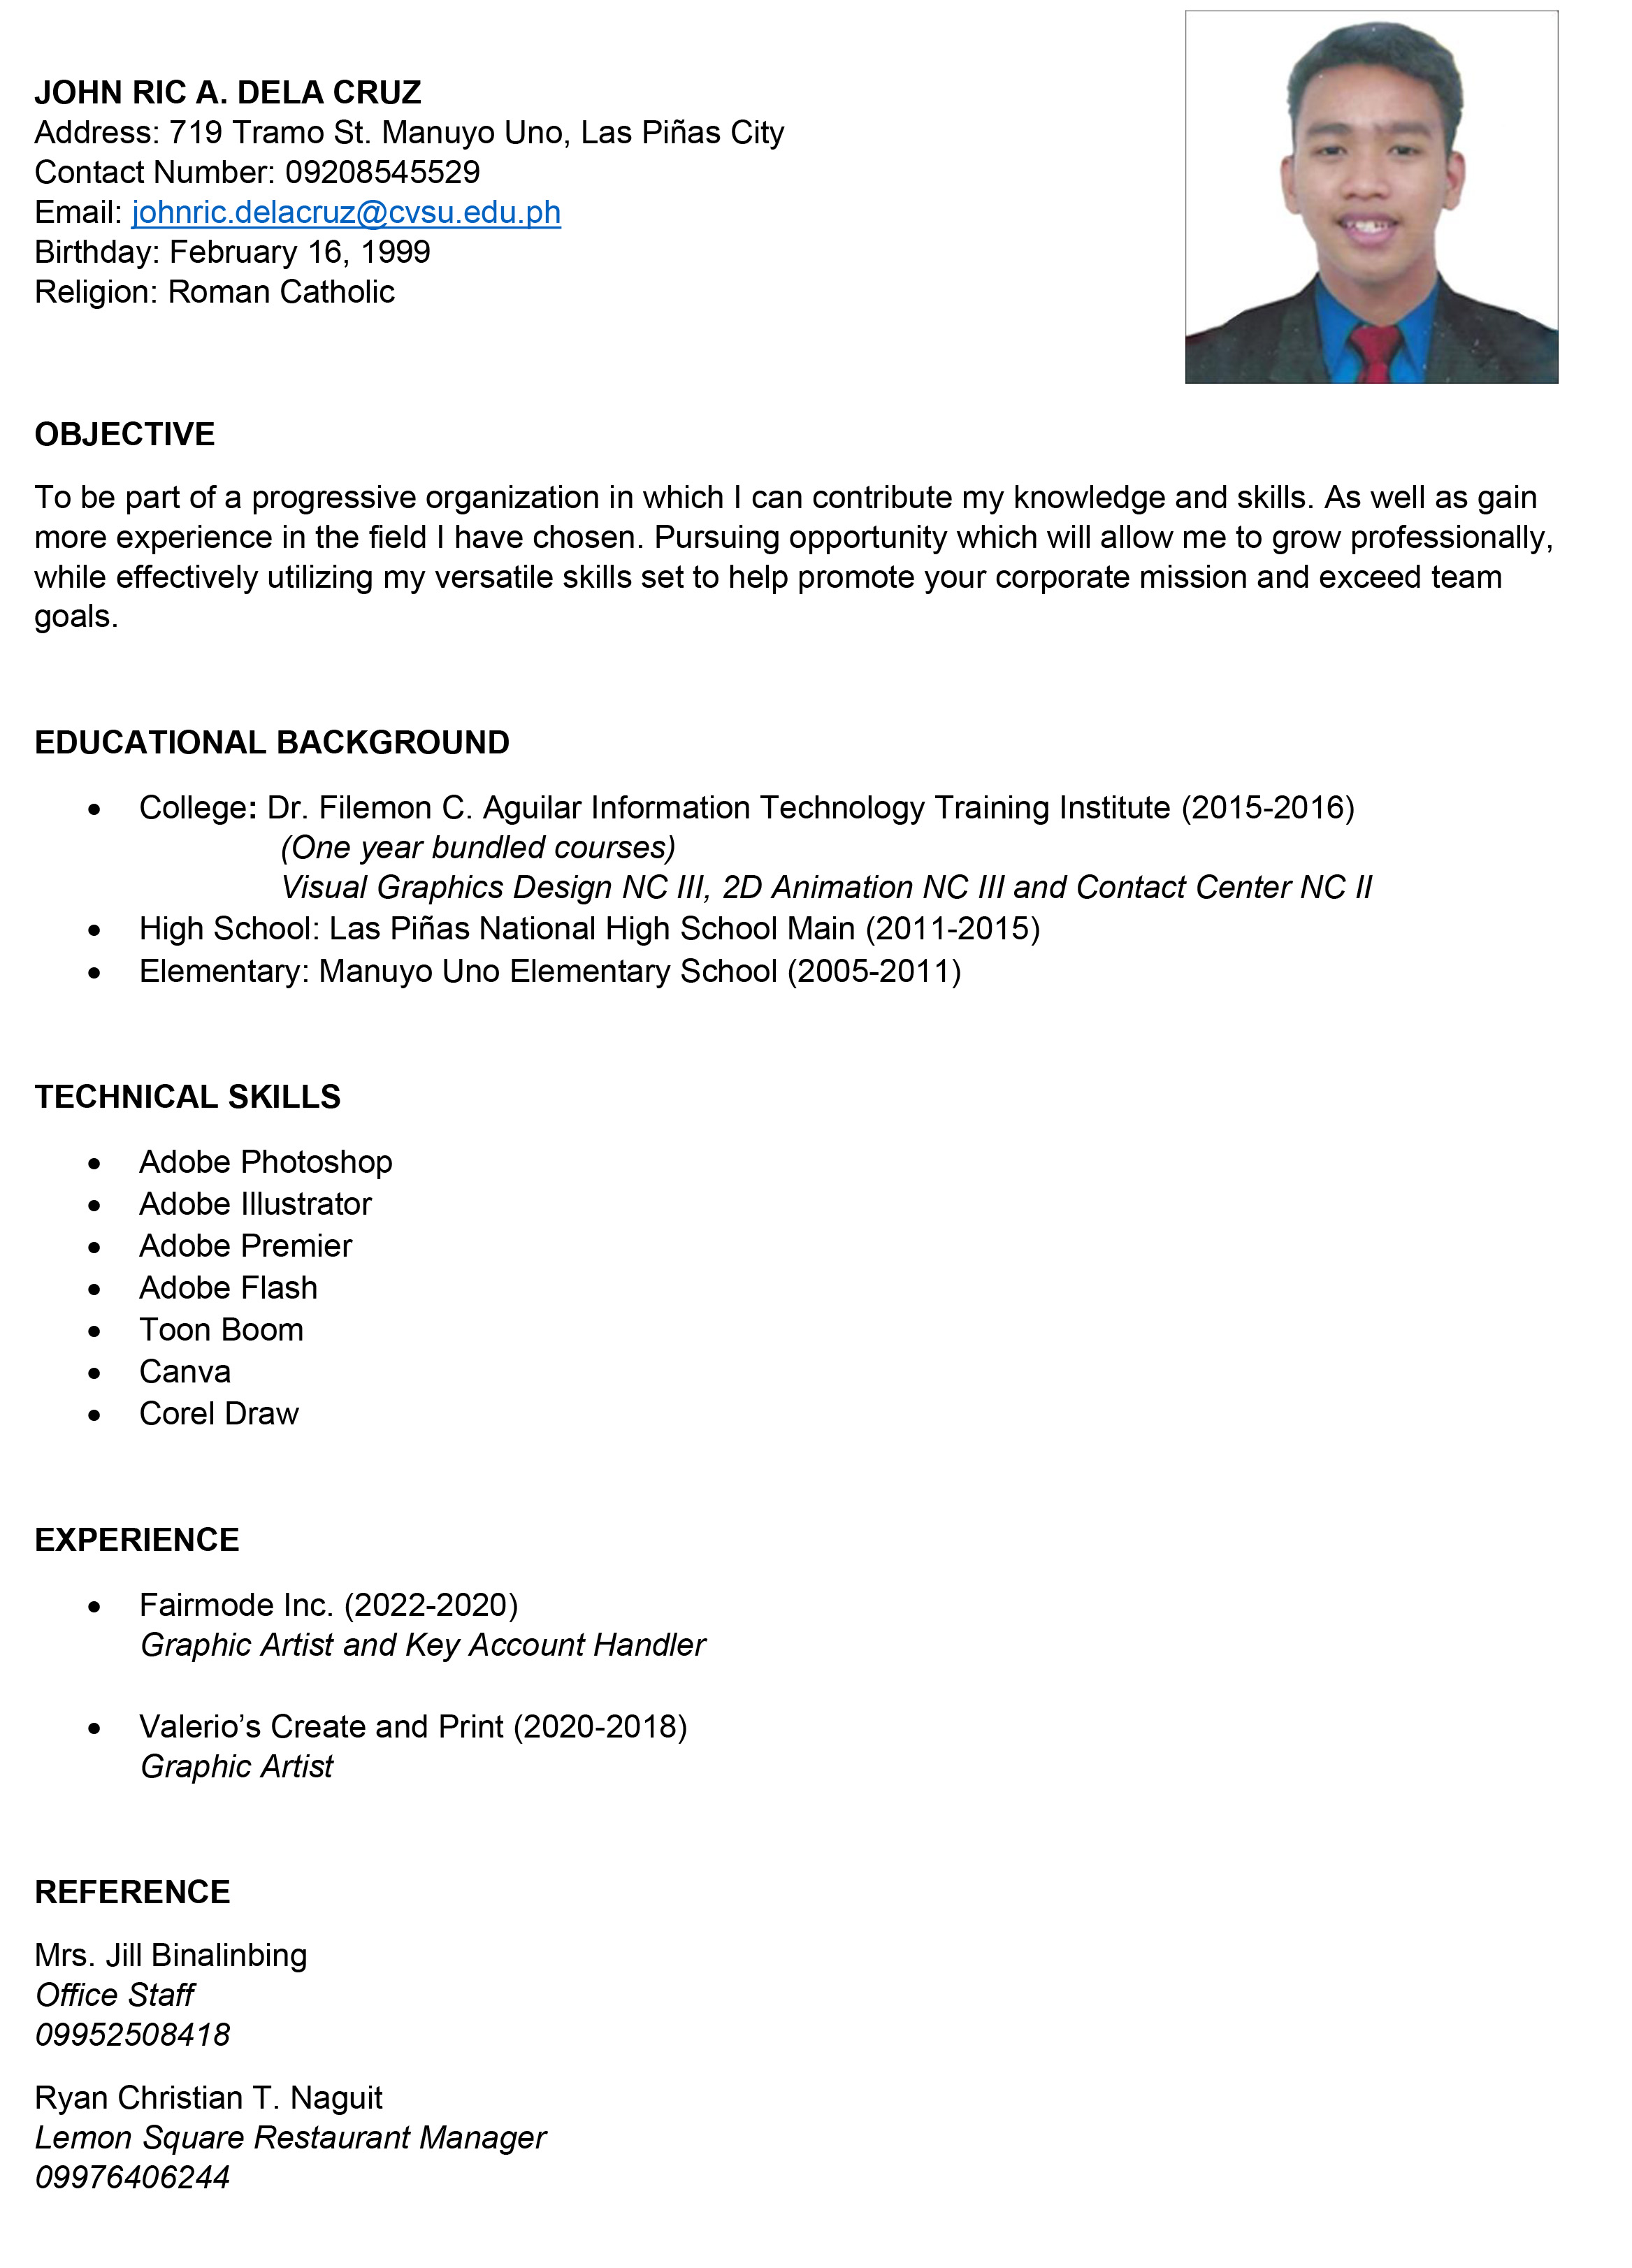 JOHN RIC A. DELA CRUZ
Address: 719 Tramo St. Manuyo Uno, Las Piñas City
Contact Number: 09208545529
Email: johnric.delacruz@cvsu.edu.ph
Birthday: February 16, 1999
Religion: Roman Catholic
OBJECTIVE
To be part of a progressive organization in which I can contribute my knowledge and skills. As well as gain
more experience in the field I have chosen. Pursuing opportunity which will allow me to grow professionally,
while effectively utilizing my versatile skills set to help promote your corporate mission and exceed team
goals.
EDUCATIONAL BACKGROUND
• College: Dr. Filemon C. Aguilar Information Technology Training Institute (2015-2016)
(One year bundled courses)
Visual Graphics Design NC III, 2D Animation NC III and Contact Center NC II
• High School: Las Piñas National High School Main (2011-2015)
• Elementary: Manuyo Uno Elementary School (2005-2011)
TECHNICAL SKILLS
• Adobe Photoshop
• Adobe Illustrator
• Adobe Premier
• Adobe Flash
• Toon Boom
• Canva
• Corel Draw
EXPERIENCE
• Fairmode Inc. (2022-2020)
Graphic Artist and Key Account Handler
• Valerio’s Create and Print (2020-2018)
Graphic Artist
REFERENCE
Mrs. Jill Binalinbing
Office Staff
09952508418
Ryan Christian T. Naguit
Lemon Square Restaurant Manager
09976406244